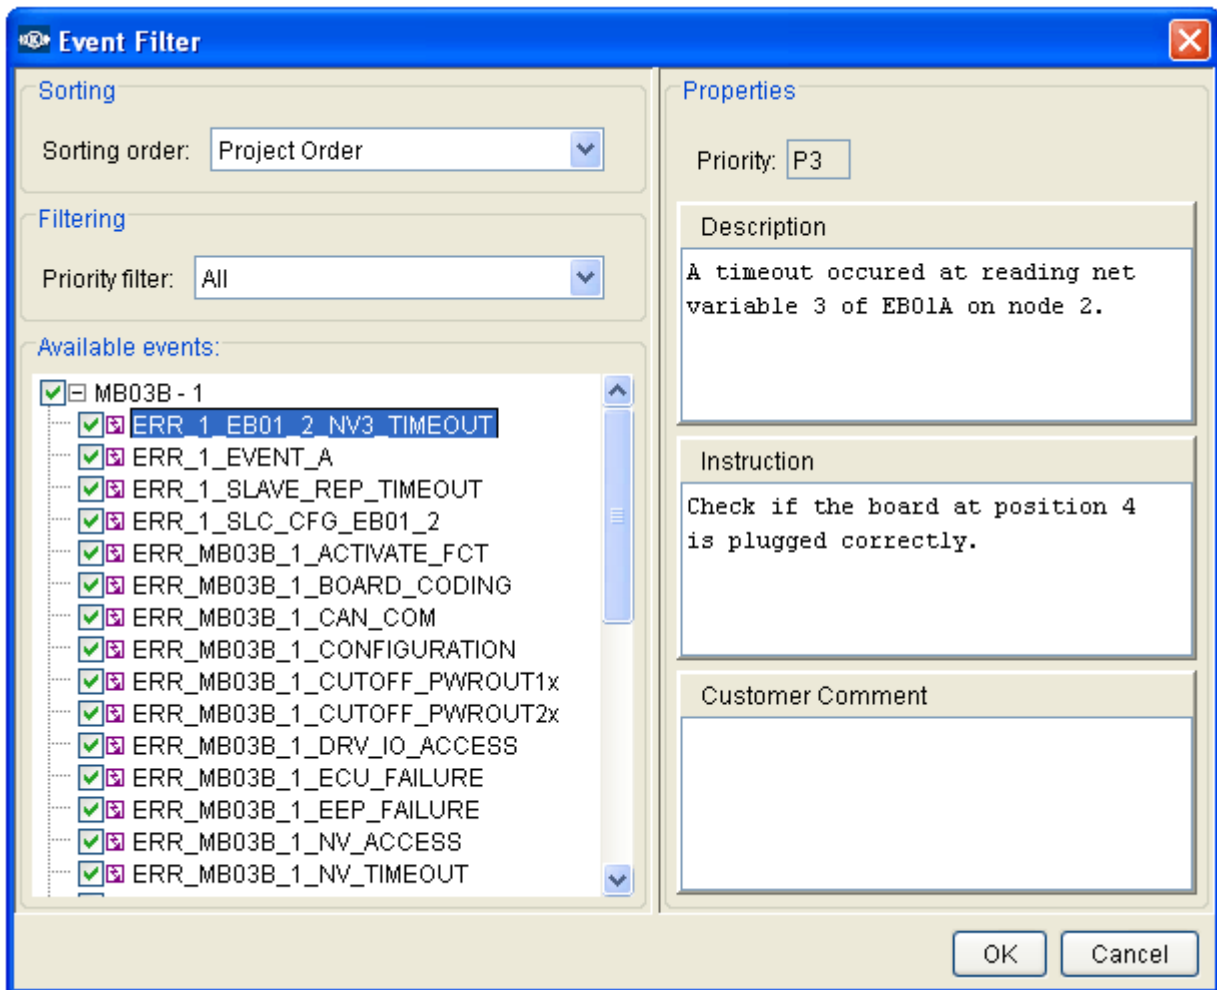 Event Filter
Sorting
Sorting order: Project Order
Filtering
Priority filter: All
Available events:
MB03B - 1
ERR_1_EB01_2_NV3_TIMEOUT
ERR_1_EVENT_A
ERR_1_SLAVE_REP_TIMEOUT
ERR_1_SLC_CFG_EB01_2
ERR_MB03B_1_ACTIVATE_FCT
ERR_MB03B_1_BOARD_CODING
ERR_MB03B_1_CAN_COM
ERR_MB03B_1_CONFIGURATION
ERR_MB03B_1_CUTOFF_PWROUT1x
ERR_MB03B_1_CUTOFF_PWROUT2x
ERR_MB03B_1_DRV_IO_ACCESS
ERR_MB03B_1_ECU_FAILURE
ERR_MB03B_1_EEP_FAILURE
ERR_MB03B_1_NV_ACCESS
ERR_MB03B_1_NV_TIMEOUT
Properties
Priority: P3
Description
A timeout occured at reading net
variable 3 of EB01A on node 2.
Instruction
Check if the board at position 4
is plugged correctly.
Customer Comment
OK Cancel